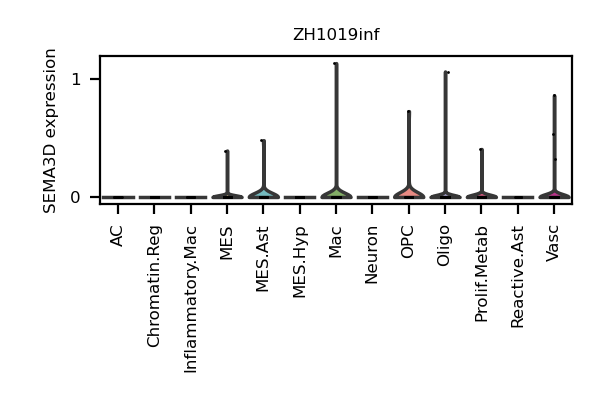 ZH1019inf
SEMA3D expression
1
0
AC
Chromatin.Reg
Inflammatory.Mac
MES
MES.Ast
MES.Hyp
Mac
Neuron
OPC
Oligo
Prolif.Metab
Reactive.Ast
Vasc